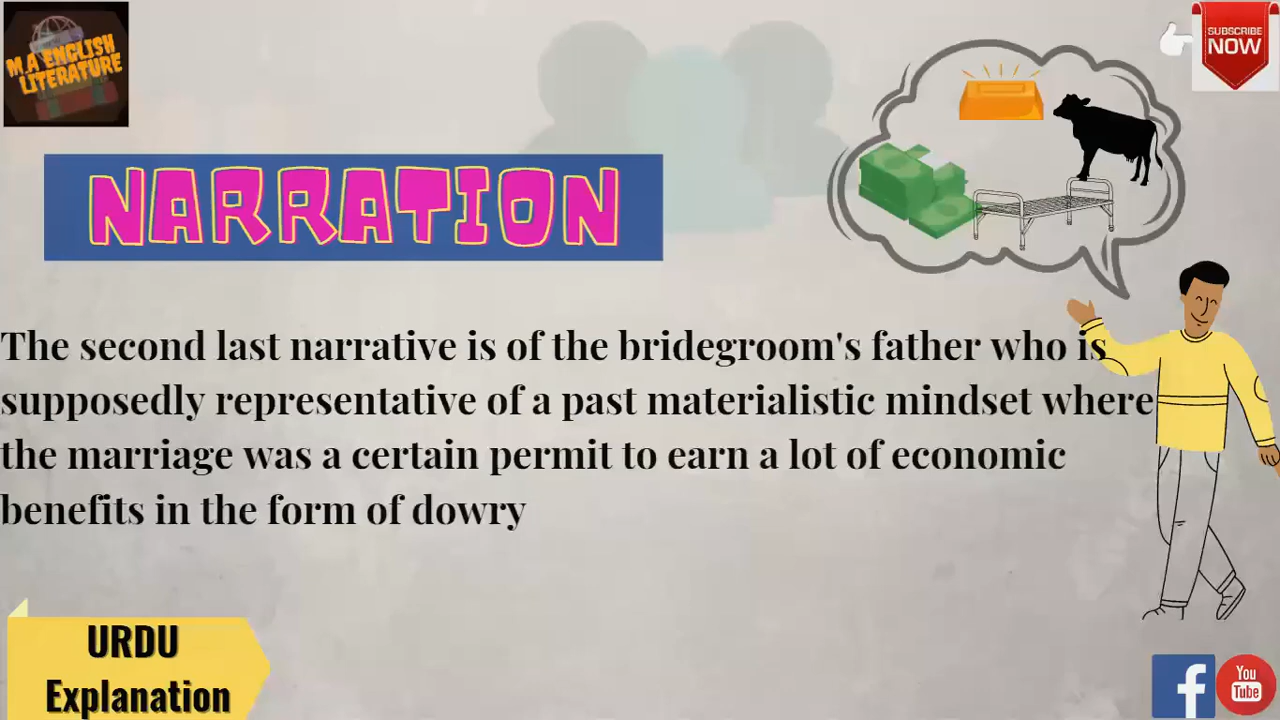 M.A ENGLISH
LITERATURE
SUBSCRIBE
NOW
NARRATION
The second last narrative is of the bridegroom's father who is
supposedly representative of a past materialistic mindset where
the marriage was a certain permit to earn a lot of economic
benefits in the form of dowry
URDU
Explanation
f
You
Tube